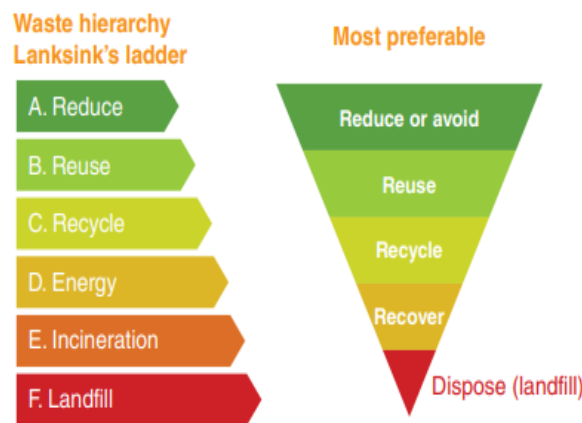 Waste hierarchy
Lanksink's ladder
A. Reduce
B. Reuse
C. Recycle
D. Energy
E. Incineration
F. Landfill
Most preferable
Reduce or avoid
Reuse
Recycle
Recover
Dispose (landfill)